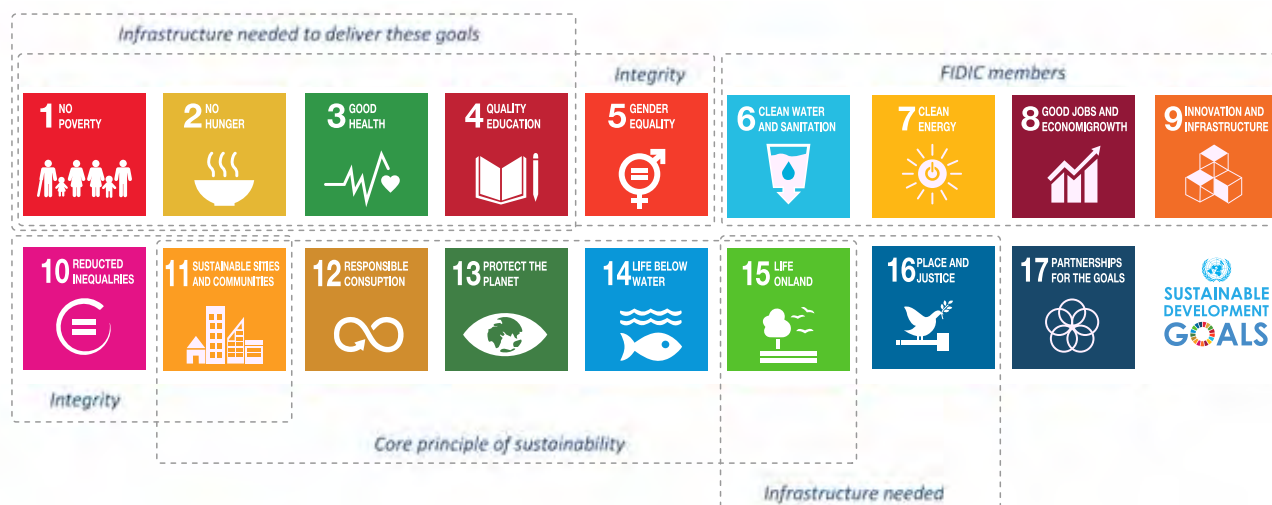 Infrastructure needed to deliver these goals
Integrity
FIDIC members
1 NO
POVERTY
2 NO
HUNGER
3 GOOD
HEALTH
4 QUALITY
EDUCATION
5 GENDER
EQUALITY
6 CLEAN WATER
AND SANITATION
7 CLEAN
ENERGY
8 GOOD JOBS AND
ECONOMIGROWTH
9 INNOVATION AND
INFRASTRUCTURE
10 REDUCTED
INEQUALRIES
11 SUSTAINABLE SITIES
AND COMMUNITIES
12 RESPONSIBLE
CONSUPTION
13 PROTECT THE
PLANET
14 LIFE BELOW
WATER
15 LIFE
ONLAND
16 PLACE AND
JUSTICE
17 PARTNERSHIPS
FOR THE GOALS
SUSTAINABLE
DEVELOPMENT
GOALS
Integrity
Core principle of sustainability
Infrastructure needed